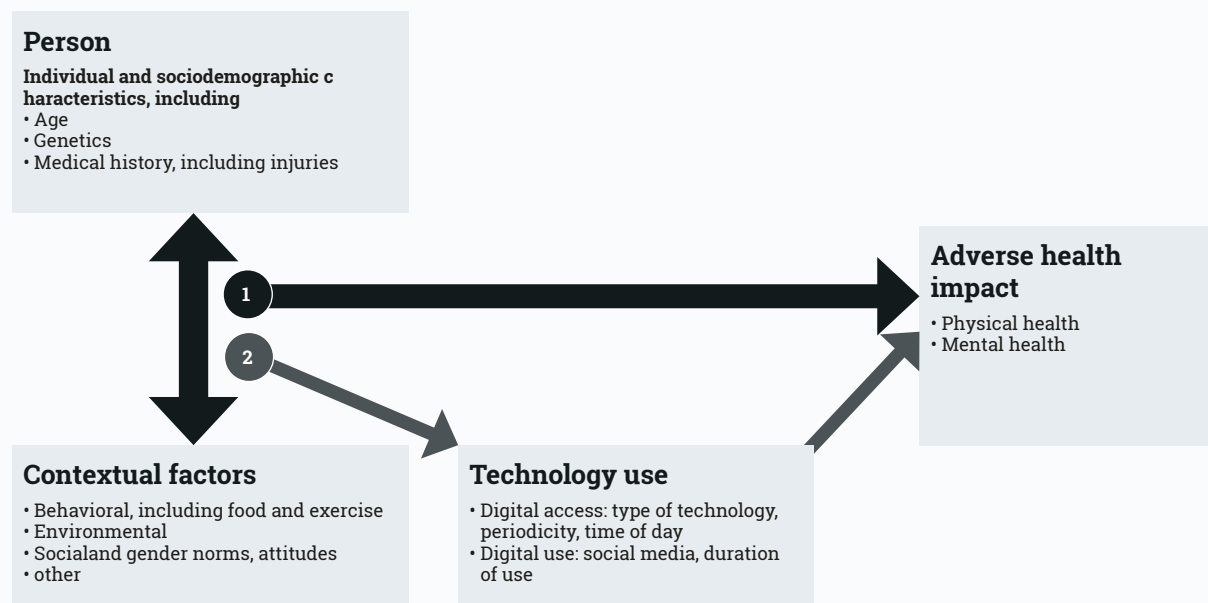 Person
Individual and sociodemographic c
haracteristics, including
• Age
• Genetics
• Medical history, including injuries
1
2
Adverse health
impact
• Physical health
• Mental health
Contextual factors
• Behavioral, including food and exercise
• Environmental
• Socialand gender norms, attitudes
• other
Technology use
• Digital access: type of technology,
periodicity, time of day
• Digital use: social media, duration
of use